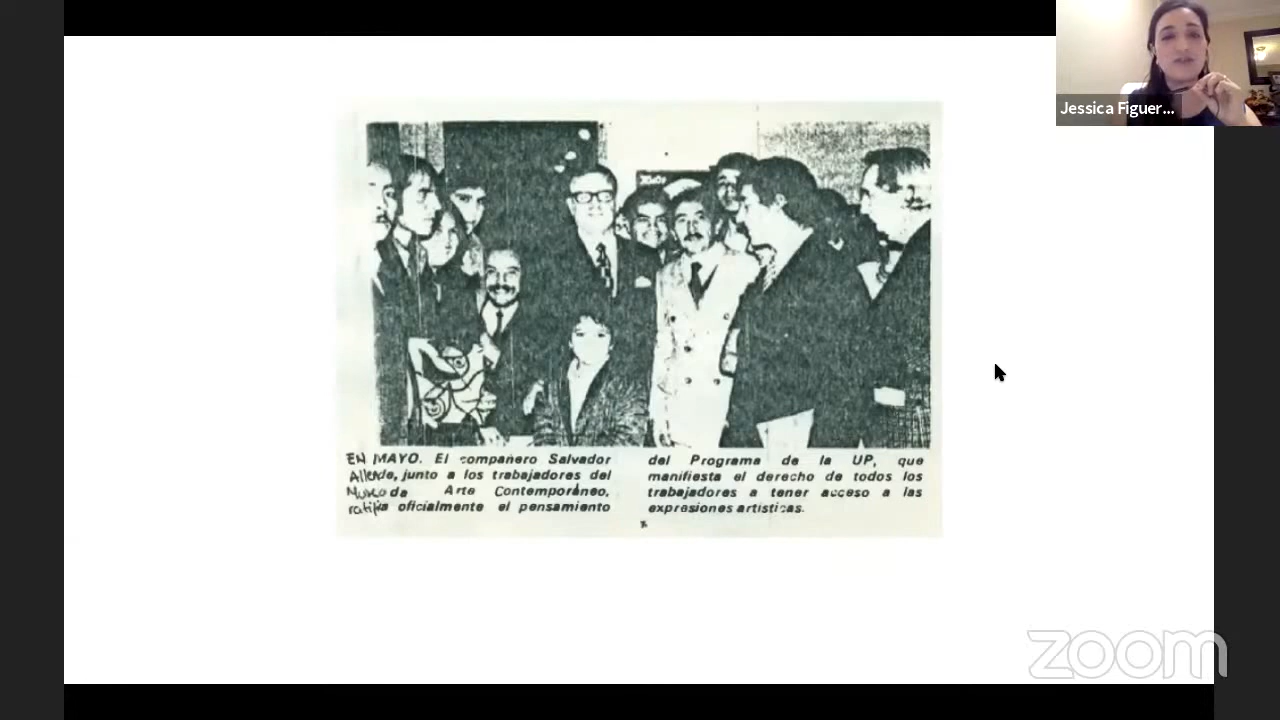 Jessica Figuer...
EN MAYO. El compañero Salvador
Allende, junto a los trabajadores del
Museo de Arte Contemporáneo,
ratifica oficialmente el pensamiento
del Programa de la UP, que
manifiesta el derecho de todos los
trabajadores a tener acceso a las
expresiones artísticas.
zoom